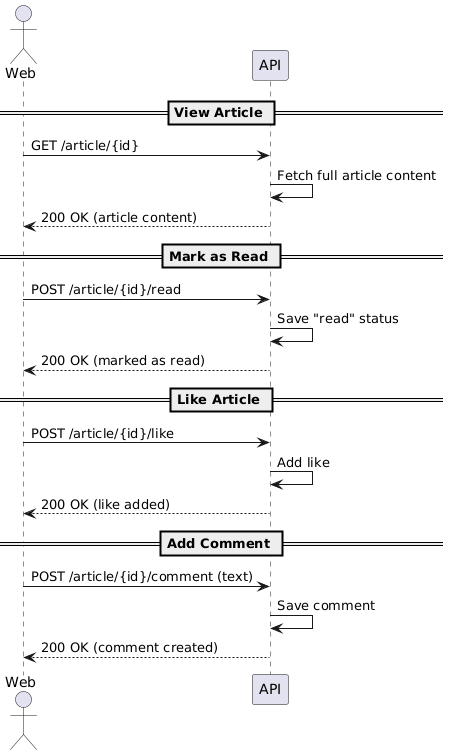 Web
API
View Article
GET /article/{id}
Fetch full article content
200 OK (article content)
Mark as Read
POST /article/{id}/read
Save "read" status
200 OK (marked as read)
Like Article
POST /article/{id}/like
Add like
200 OK (like added)
Add Comment
POST /article/{id}/comment (text)
Save comment
200 OK (comment created)
Web
API